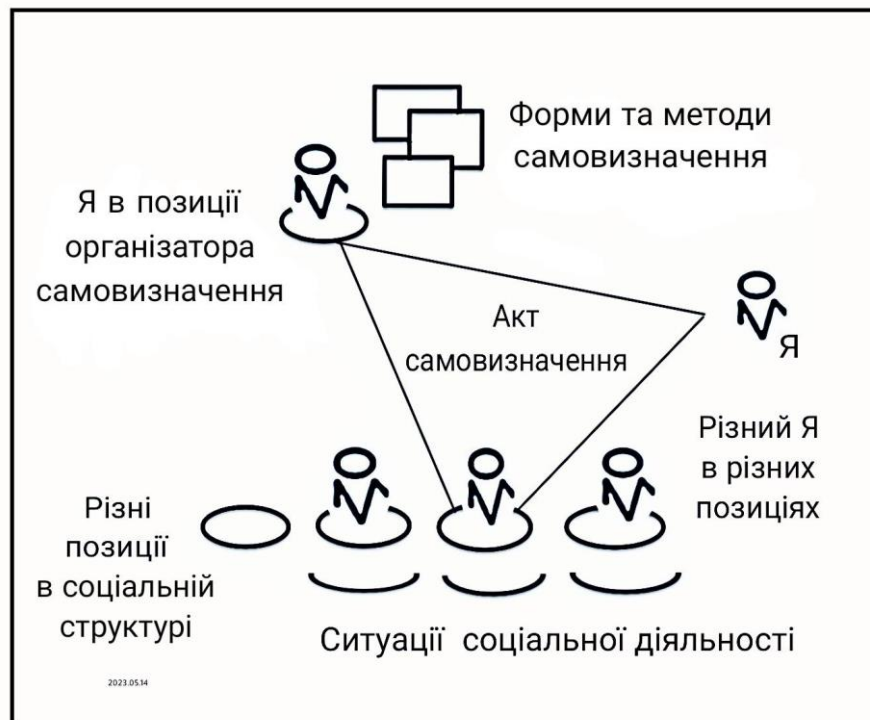 Форми та методи
самовизначення
Я в позиції
організатора
самовизначення
Акт
самовизначення
Я
Різний Я
в різних
позиціях
Різні
позиції
в соціальній
структурі
Ситуації соціальної діяльності
2023.05.14